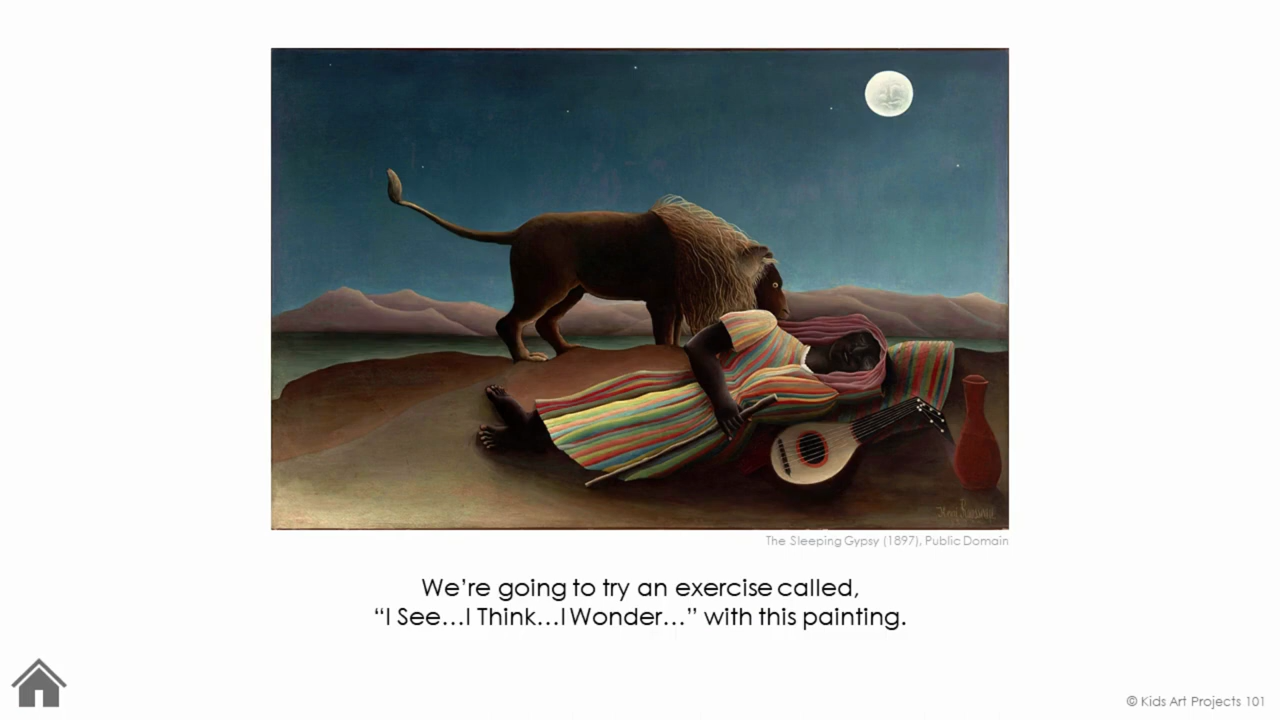 The Sleeping Gypsy (1897), Public Domain
We're going to try an exercise called,
“I See...I Think...I Wonder...” with this painting.
© Kids Art Projects 101